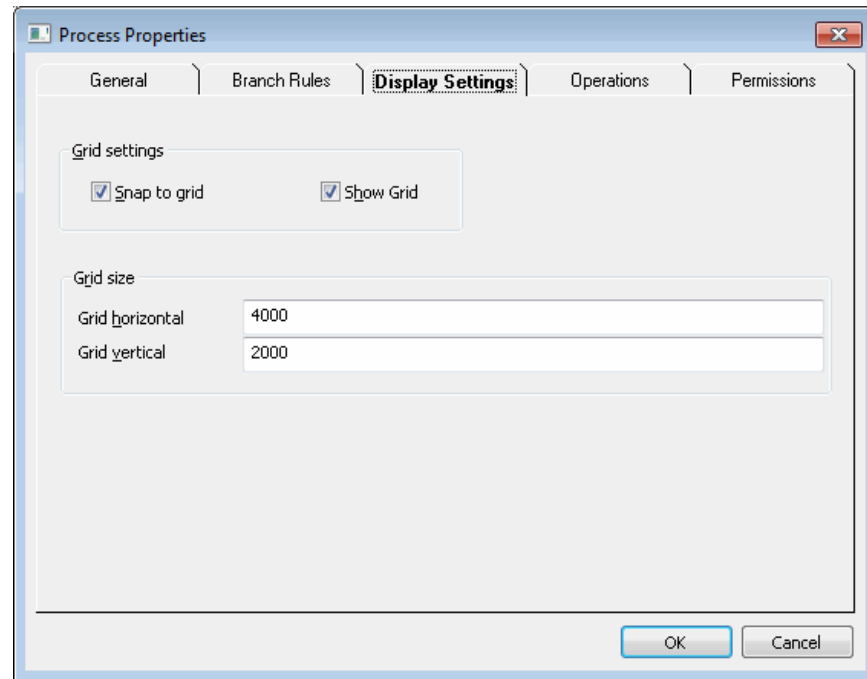 Process Properties
General Branch Rules Display Settings Operations Permissions
Grid settings
Snap to grid Show Grid
Grid size
Grid horizontal 4000
Grid vertical 2000
OK Cancel